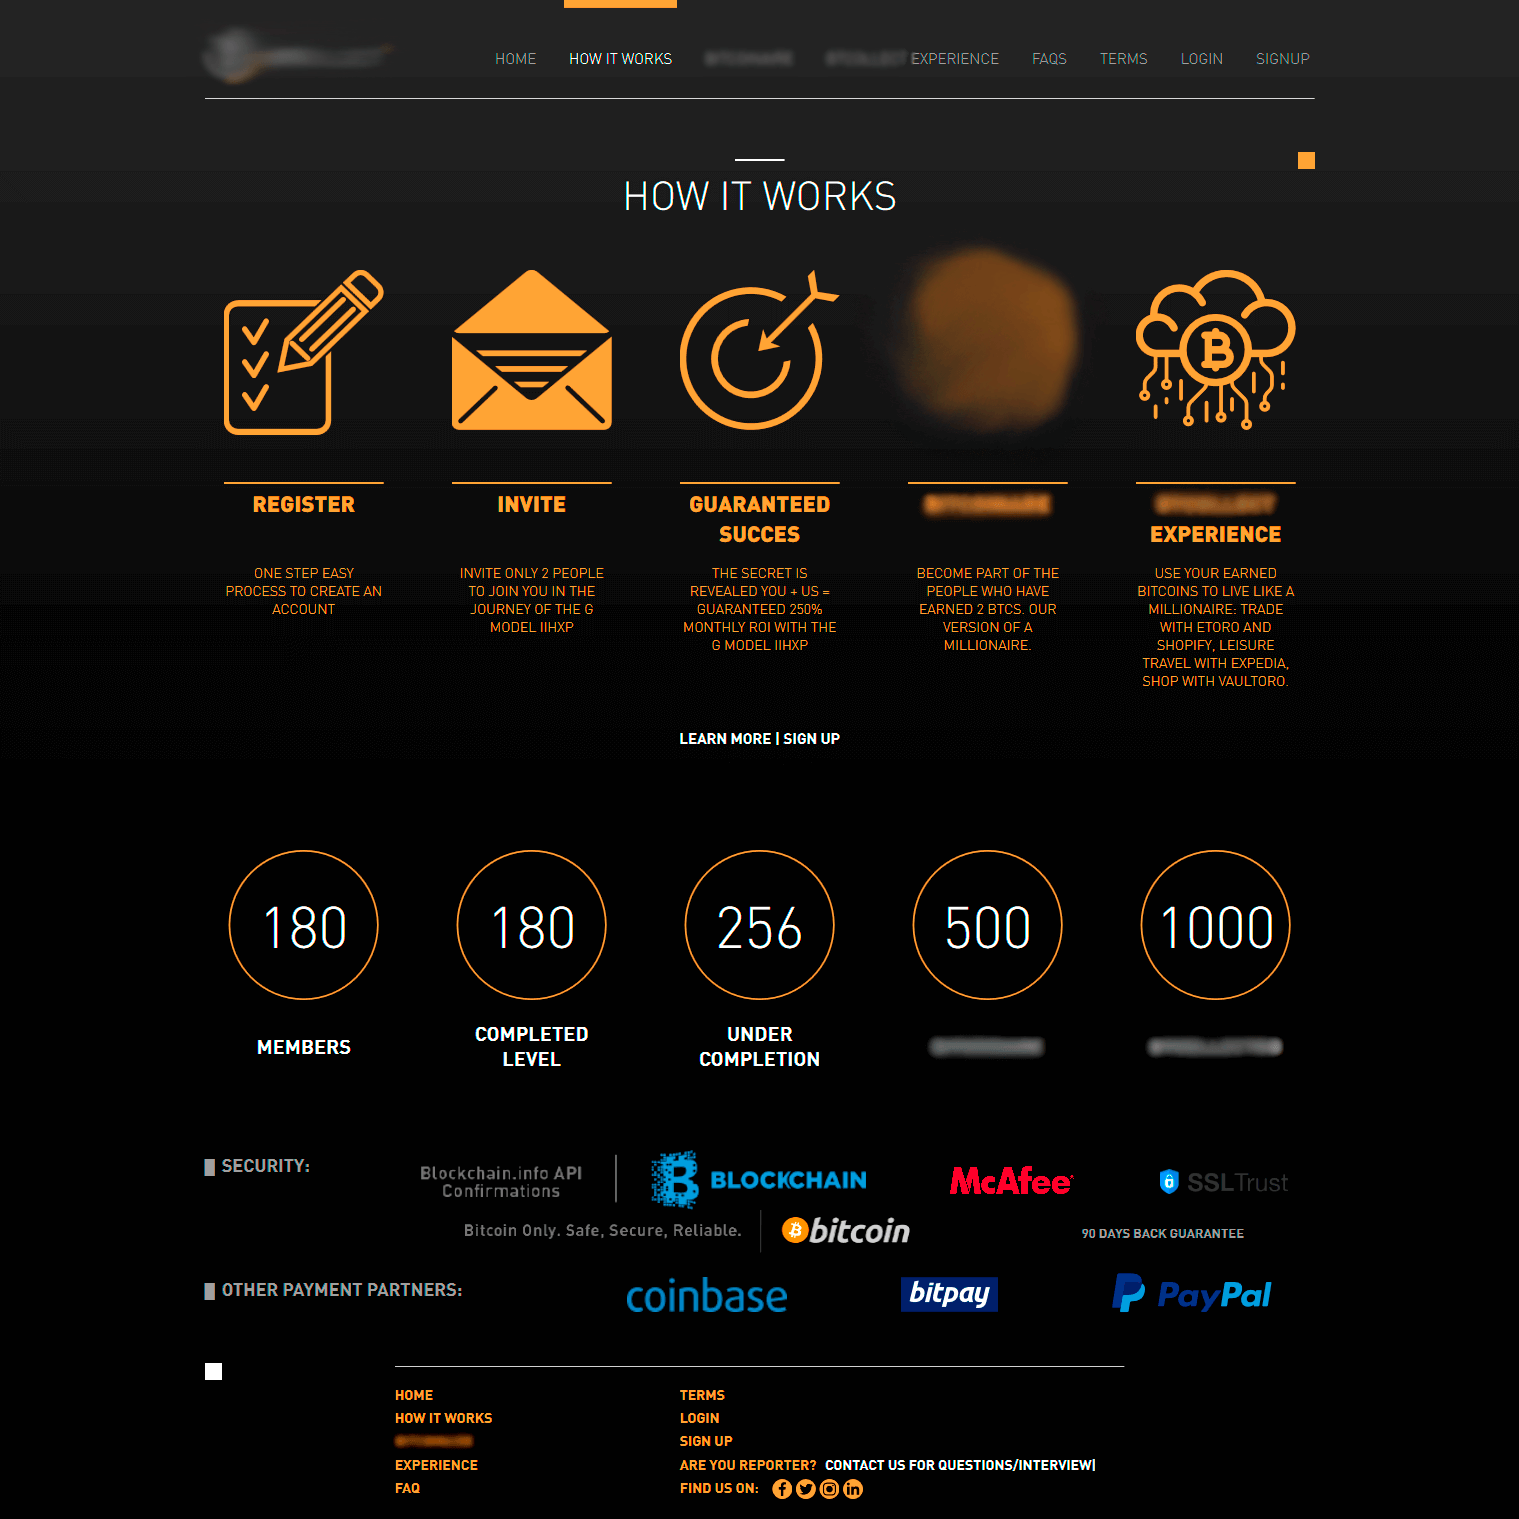 HOME HOW IT WORKS EXPERIENCE FAQS TERMS LOGIN SIGNUP
HOW IT WORKS
REGISTER
ONE STEP EASY
PROCESS TO CREATE AN
ACCOUNT
INVITE
INVITE ONLY 2 PEOPLE
TO JOIN YOU IN THE
JOURNEY OF THE G
MODEL IIHXP
GUARANTEED
SUCCES
THE SECRET IS
REVEALED YOU + US =
GUARANTEED 250%
MONTHLY ROI WITH THE
G MODEL IIHXP
BECOME PART OF THE
PEOPLE WHO HAVE
EARNED 2 BTCS. OUR
VERSION OF A
MILLIONAIRE.
EXPERIENCE
USE YOUR EARNED
BITCOINS TO LIVE LIKE A
MILLIONAIRE: TRADE
WITH ETORO AND
SHOPIFY, LEISURE
TRAVEL WITH EXPEDIA,
SHOP WITH VAULTORO.
LEARN MORE | SIGN UP
180
MEMBERS
180
COMPLETED
LEVEL
256
UNDER
COMPLETION
500
1000
SECURITY:
Blockchain.info API
Confirmations
BLOCKCHAIN
McAfee
SSLTrust
Bitcoin Only. Safe, Secure, Reliable.
bitcoin
90 DAYS BACK GUARANTEE
OTHER PAYMENT PARTNERS:
coinbase
bitpay
PayPal
HOME
HOW IT WORKS
EXPERIENCE
FAQ
TERMS
LOGIN
SIGN UP
ARE YOU REPORTER? CONTACT US FOR QUESTIONS/INTERVIEW|
FIND US ON: